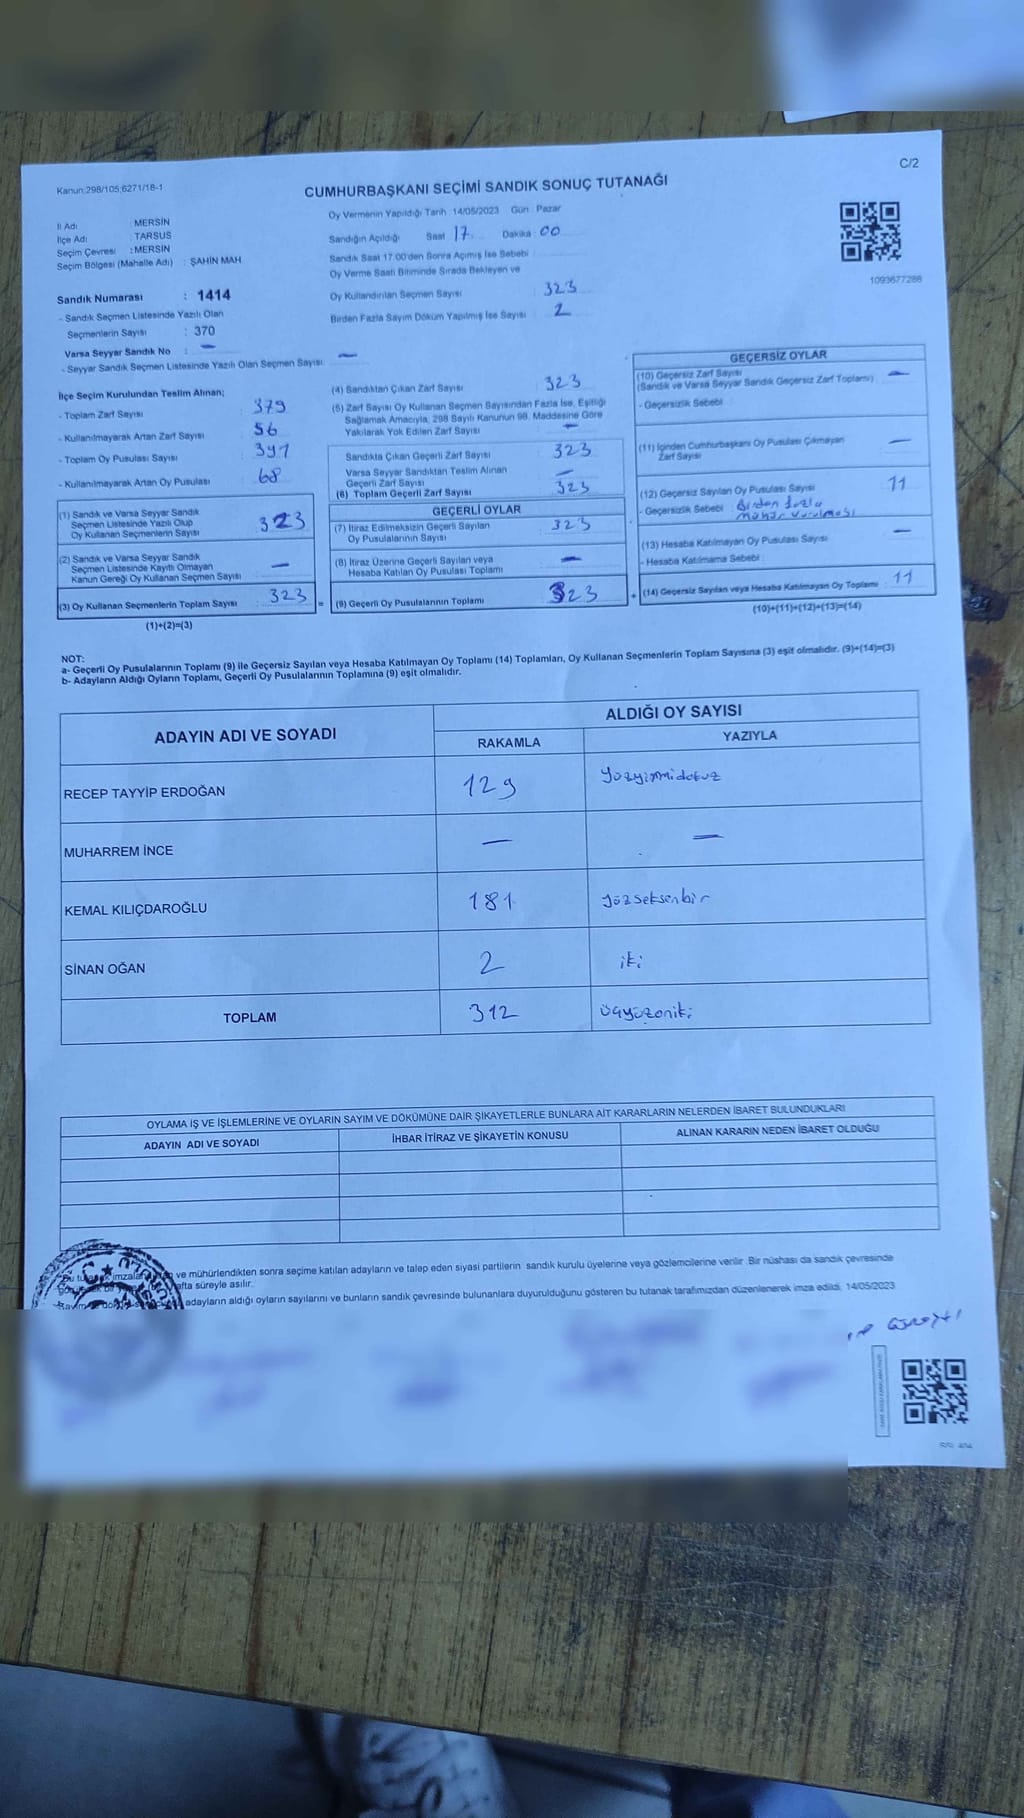 C/2
Kanun:298/105,6271/18-1
CUMHURBAŞKANI SEÇİMİ SANDIK SONUÇ TUTANAĞI
Oy Vermenin Yapıldığı Tarih : 14/05/2023 Gün : Pazar
İl Adı : MERSİN
İlçe Adı : TARSUS
Seçim Çevresi : MERSİN
Seçim Bölgesi (Mahalle Adı) : ŞAHİN MAH
Sandığın Açıldığı Saat 17 Dakika : 00
Sandık Saat 17.00'den Sonra Açımış İse Sebebi :
Oy Verme Saati Bitiminde Sırada Bekleyen ve
Oy Kullandırılan Seçmen Sayısı : 323
Birden Fazla Sayım Döküm Yapılmış İse Sayısı : 2
1093677288
Sandık Numarası : 1414
- Sandık Seçmen Listesinde Yazılı Olan
Seçmenlerin Sayısı : 370
Varsa Seyyar Sandık No : —
- Seyyar Sandık Seçmen Listesinde Yazılı Olan Seçmen Sayısı: —
İlçe Seçim Kurulundan Teslim Alınan;
- Toplam Zarf Sayısı : 379
- Kullanılmayarak Artan Zarf Sayısı : 56
- Toplam Oy Pusulası Sayısı : 391
- Kullanılmayarak Artan Oy Pusulası : 68
(1) Sandık ve Varsa Seyyar Sandık
Seçmen Listesinde Yazılı Olup
Oy Kullanan Seçmenlerin Sayısı : 323
(2) Sandık ve Varsa Seyyar Sandık
Seçmen Listesinde Kayıtlı Olmayan
Kanun Gereği Oy Kullanan Seçmen Sayısı : —
(3) Oy Kullanan Seçmenlerin Toplam Sayısı : 323
(1)+(2)=(3)
(4) Sandıktan Çıkan Zarf Sayısı : 323
(5) Zarf Sayısı Oy Kullanan Seçmen Sayısından Fazla İse, Eşitliği
Sağlamak Amacıyla, 298 Sayılı Kanunun 98. Maddesine Göre
Yakılarak Yok Edilen Zarf Sayısı : —
Sandıkta Çıkan Geçerli Zarf Sayısı : 323
Varsa Seyyar Sandıktan Teslim Alınan
Geçerli Zarf Sayısı : —
(6) Toplam Geçerli Zarf Sayısı : 323
GEÇERLİ OYLAR
(7) İtiraz Edilmeksizin Geçerli Sayılan
Oy Pusulalarının Sayısı : 323
(8) İtiraz Üzerine Geçerli Sayılan veya
Hesaba Katılan Oy Pusulası Toplamı : —
= (9) Geçerli Oy Pusulalarının Toplamı : 323
GEÇERSİZ OYLAR
(10) Geçersiz Zarf Sayısı : —
(Sandık ve Varsa Seyyar Sandık Geçersiz Zarf Toplamı)
- Geçersizlik Sebebi :
(11) İçinden Cumhurbaşkanı Oy Pusulası Çıkmayan
Zarf Sayısı : —
(12) Geçersiz Sayılan Oy Pusulası Sayısı : 11
- Geçersizlik Sebebi : Birden fazla
mühür vurulması
(13) Hesaba Katılmayan Oy Pusulası Sayısı : —
- Hesaba Katılmama Sebebi :
+ (14) Geçersiz Sayılan veya Hesaba Katılmayan Oy Toplamı : 11
(10)+(11)+(12)+(13)=(14)
NOT:
a- Geçerli Oy Pusulalarının Toplamı (9) ile Geçersiz Sayılan veya Hesaba Katılmayan Oy Toplamı (14) Toplamları, Oy Kullanan Seçmenlerin Toplam Sayısına (3) eşit olmalıdır. (9)+(14)=(3)
b- Adayların Aldığı Oyların Toplamı, Geçerli Oy Pusulalarının Toplamına (9) eşit olmalıdır.
ADAYIN ADI VE SOYADI ALDIĞI OY SAYISI
RAKAMLA YAZIYLA
RECEP TAYYİP ERDOĞAN 129 yüzyirmidokuz
MUHARREM İNCE — —
KEMAL KILIÇDAROĞLU 181 yüzseksenbir
SİNAN OĞAN 2 iki
TOPLAM 312 üçyüzoniki
OYLAMA İŞ VE İŞLEMLERİNE VE OYLARIN SAYIM VE DÖKÜMÜNE DAİR ŞİKAYETLERLE BUNLARA AİT KARARLARIN NELERDEN İBARET BULUNDUKLARI
ADAYIN ADI VE SOYADI İHBAR İTİRAZ VE ŞİKAYETİN KONUSU ALINAN KARARIN NEDEN İBARET OLDUĞU
ve mühürlendikten sonra seçime katılan adayların ve talep eden siyasi partilerin sandık kurulu üyelerine veya gözlemcilerine verilir. Bir nüshası da sandık çevresinde
afta süreyle asılır.
adayların aldığı oyların sayılarını ve bunların sandık çevresinde bulunanlara duyurulduğunu gösteren bu tutanak tarafımızdan düzenlenerek imza edildi. 14/05/2023